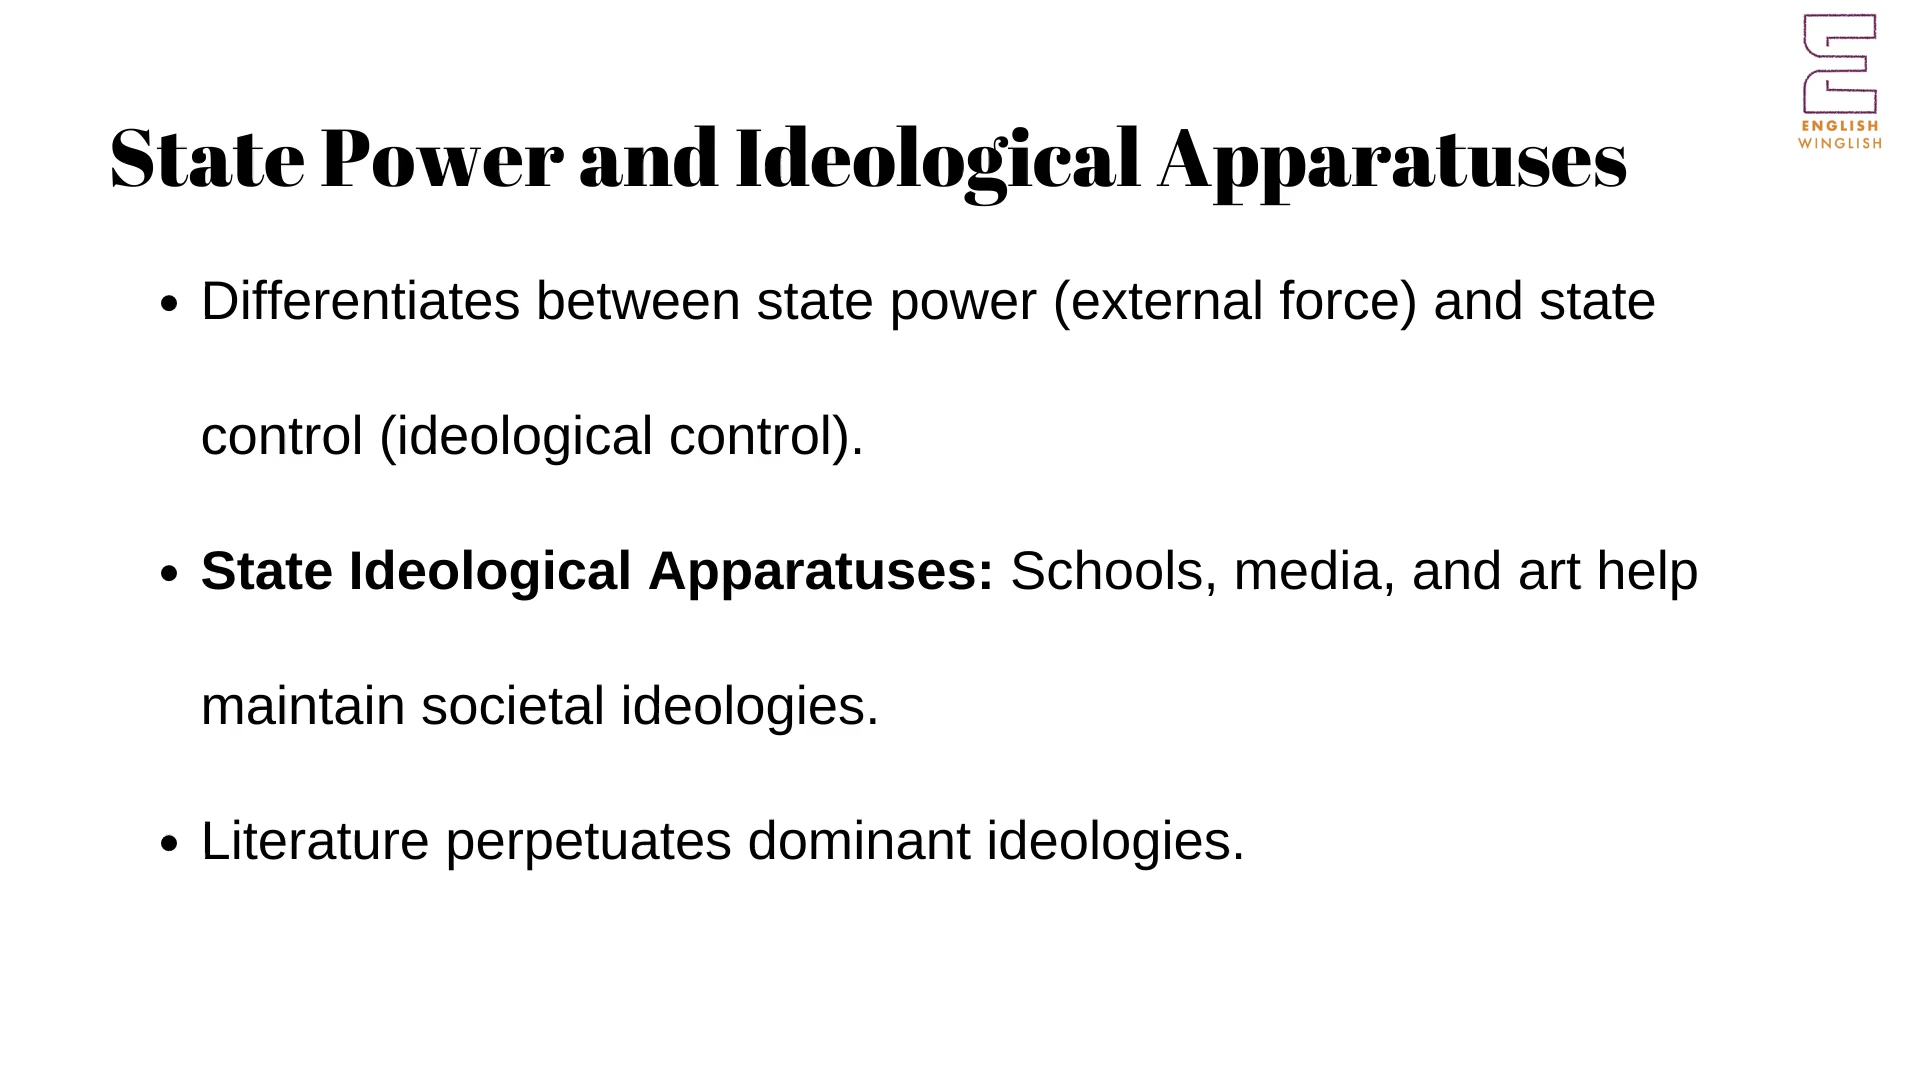 ENGLISH
WINGLISH
State Power and Ideological Apparatuses
• Differentiates between state power (external force) and state
control (ideological control).
• State Ideological Apparatuses: Schools, media, and art help
maintain societal ideologies.
• Literature perpetuates dominant ideologies.